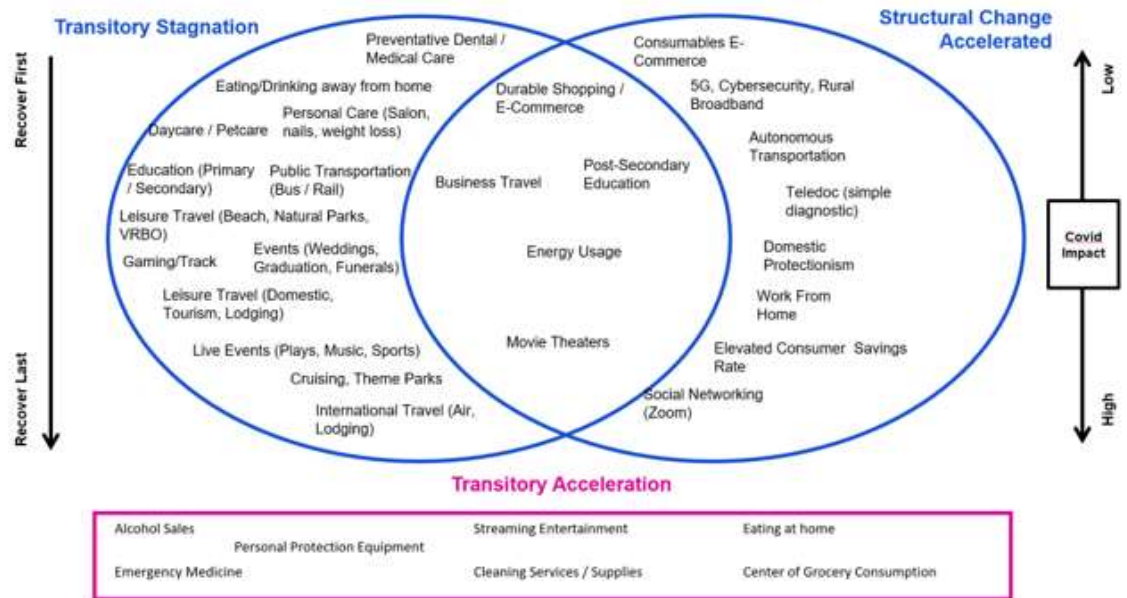 Transitory Stagnation
Structural Change
Accelerated
Recover First
Recover Last
Preventative Dental /
Medical Care
Eating/Drinking away from home
Personal Care (Salon,
nails, weight loss)
Daycare / Petcare
Education (Primary
/ Secondary)
Public Transportation
(Bus / Rail)
Leisure Travel (Beach, Natural Parks,
VRBO)
Gaming/Track
Events (Weddings,
Graduation, Funerals)
Leisure Travel (Domestic,
Tourism, Lodging)
Live Events (Plays, Music, Sports)
Cruising, Theme Parks
International Travel (Air,
Lodging)
Durable Shopping /
E-Commerce
Business Travel
Post-Secondary
Education
Energy Usage
Movie Theaters
Consumables E-
Commerce
5G, Cybersecurity, Rural
Broadband
Autonomous
Transportation
Teledoc (simple
diagnostic)
Domestic
Protectionism
Work From
Home
Elevated Consumer Savings
Rate
Social Networking
(Zoom)
Low
Covid
Impact
High
Transitory Acceleration
Alcohol Sales
Streaming Entertainment
Eating at home
Personal Protection Equipment
Emergency Medicine
Cleaning Services / Supplies
Center of Grocery Consumption